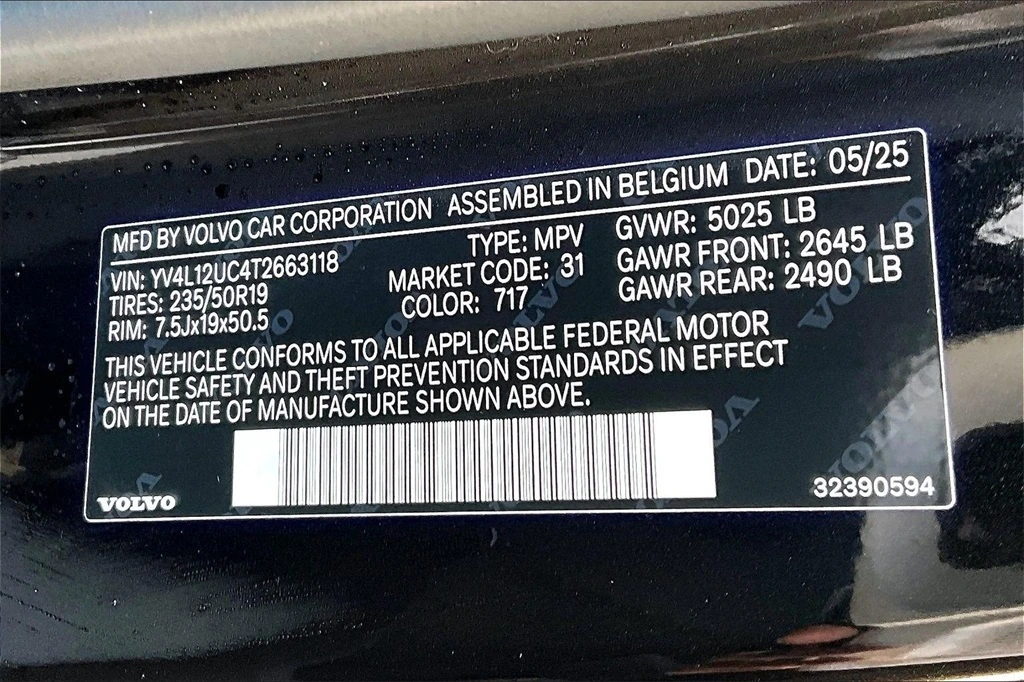 MFD BY VOLVO CAR CORPORATION ASSEMBLED IN BELGIUM DATE: 05/25
VIN: YV4L12UC4T2663118 TYPE: MPV GVWR: 5025 LB
TIRES: 235/50R19 MARKET CODE: 31 GAWR FRONT: 2645 LB
RIM: 7.5Jx19x50.5 COLOR: 717 GAWR REAR: 2490 LB
THIS VEHICLE CONFORMS TO ALL APPLICABLE FEDERAL MOTOR
VEHICLE SAFETY AND THEFT PREVENTION STANDARDS IN EFFECT
ON THE DATE OF MANUFACTURE SHOWN ABOVE.
VOLVO 32390594